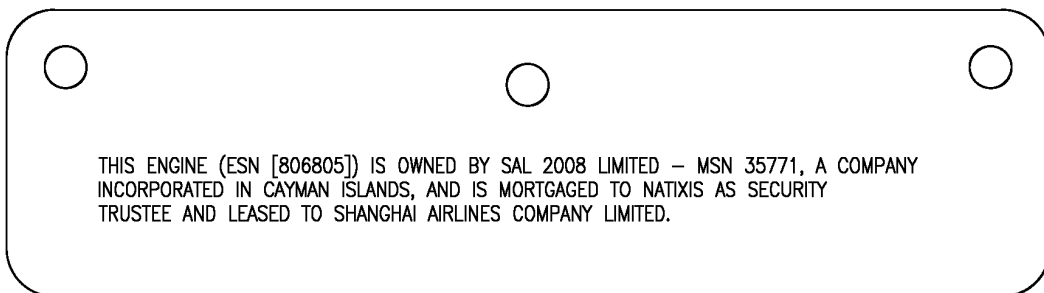 THIS ENGINE (ESN [806805]) IS OWNED BY SAL 2008 LIMITED – MSN 35771, A COMPANY
INCORPORATED IN CAYMAN ISLANDS, AND IS MORTGAGED TO NATIXIS AS SECURITY
TRUSTEE AND LEASED TO SHANGHAI AIRLINES COMPANY LIMITED.